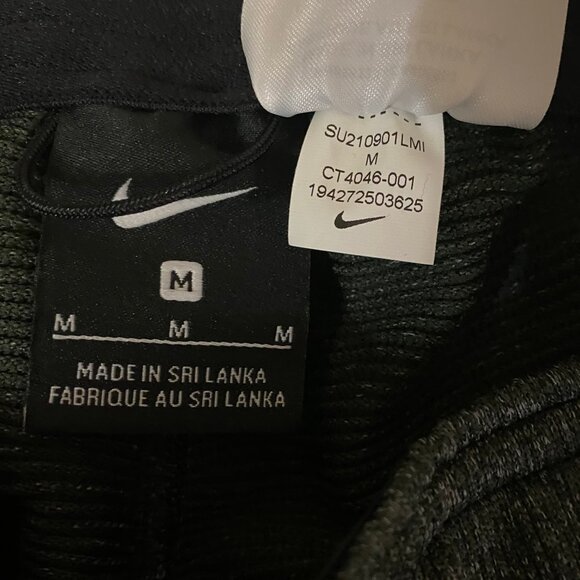 SU210901LMI
M
CT4046-001
194272503625
M
M M M
MADE IN SRI LANKA
FABRIQUE AU SRI LANKA